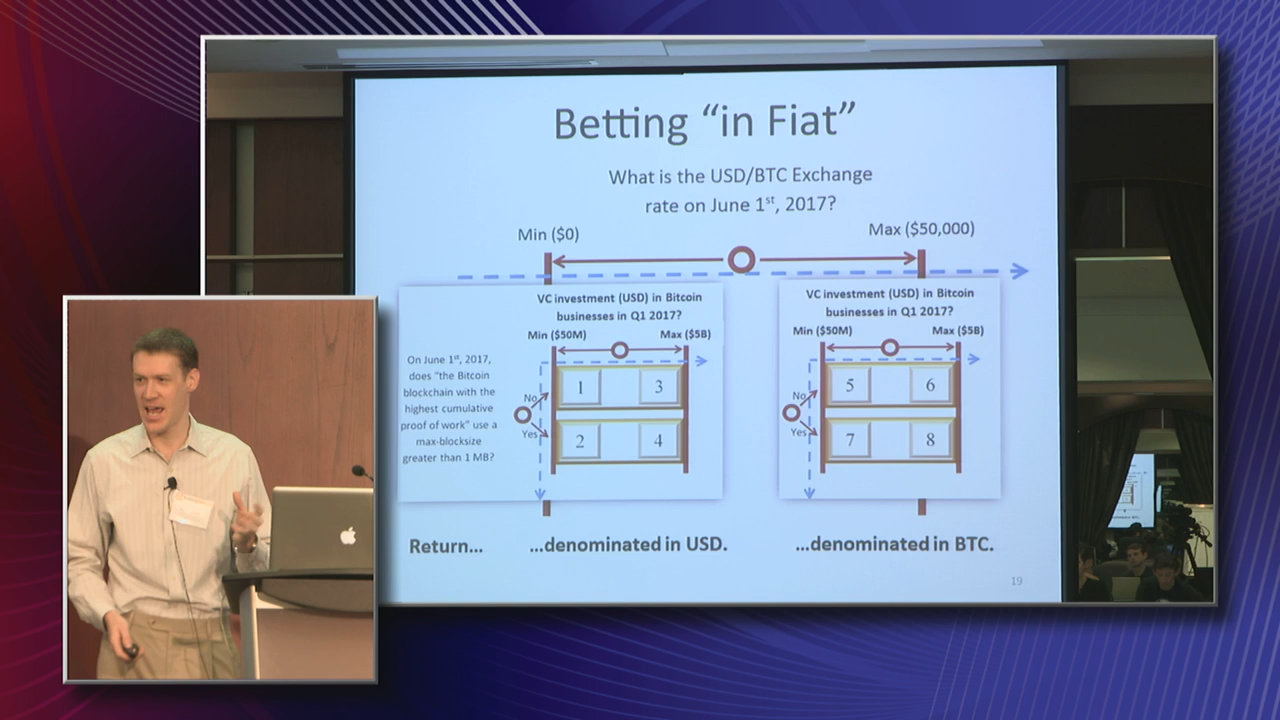 Betting “in Fiat”
What is the USD/BTC Exchange
rate on June 1st, 2017?
Min ($0)
Max ($50,000)
VC investment (USD) in Bitcoin
businesses in Q1 2017?
Min ($50M)
Max ($5B)
On June 1st, 2017,
does "the Bitcoin
blockchain with the
highest cumulative
proof of work" use a
max-blocksize
greater than 1 MB?
No
Yes
1
3
2
4
VC investment (USD) in Bitcoin
businesses in Q1 2017?
Min ($50M)
Max ($5B)
No
Yes
5
6
7
8
Return...
...denominated in USD.
...denominated in BTC.
19